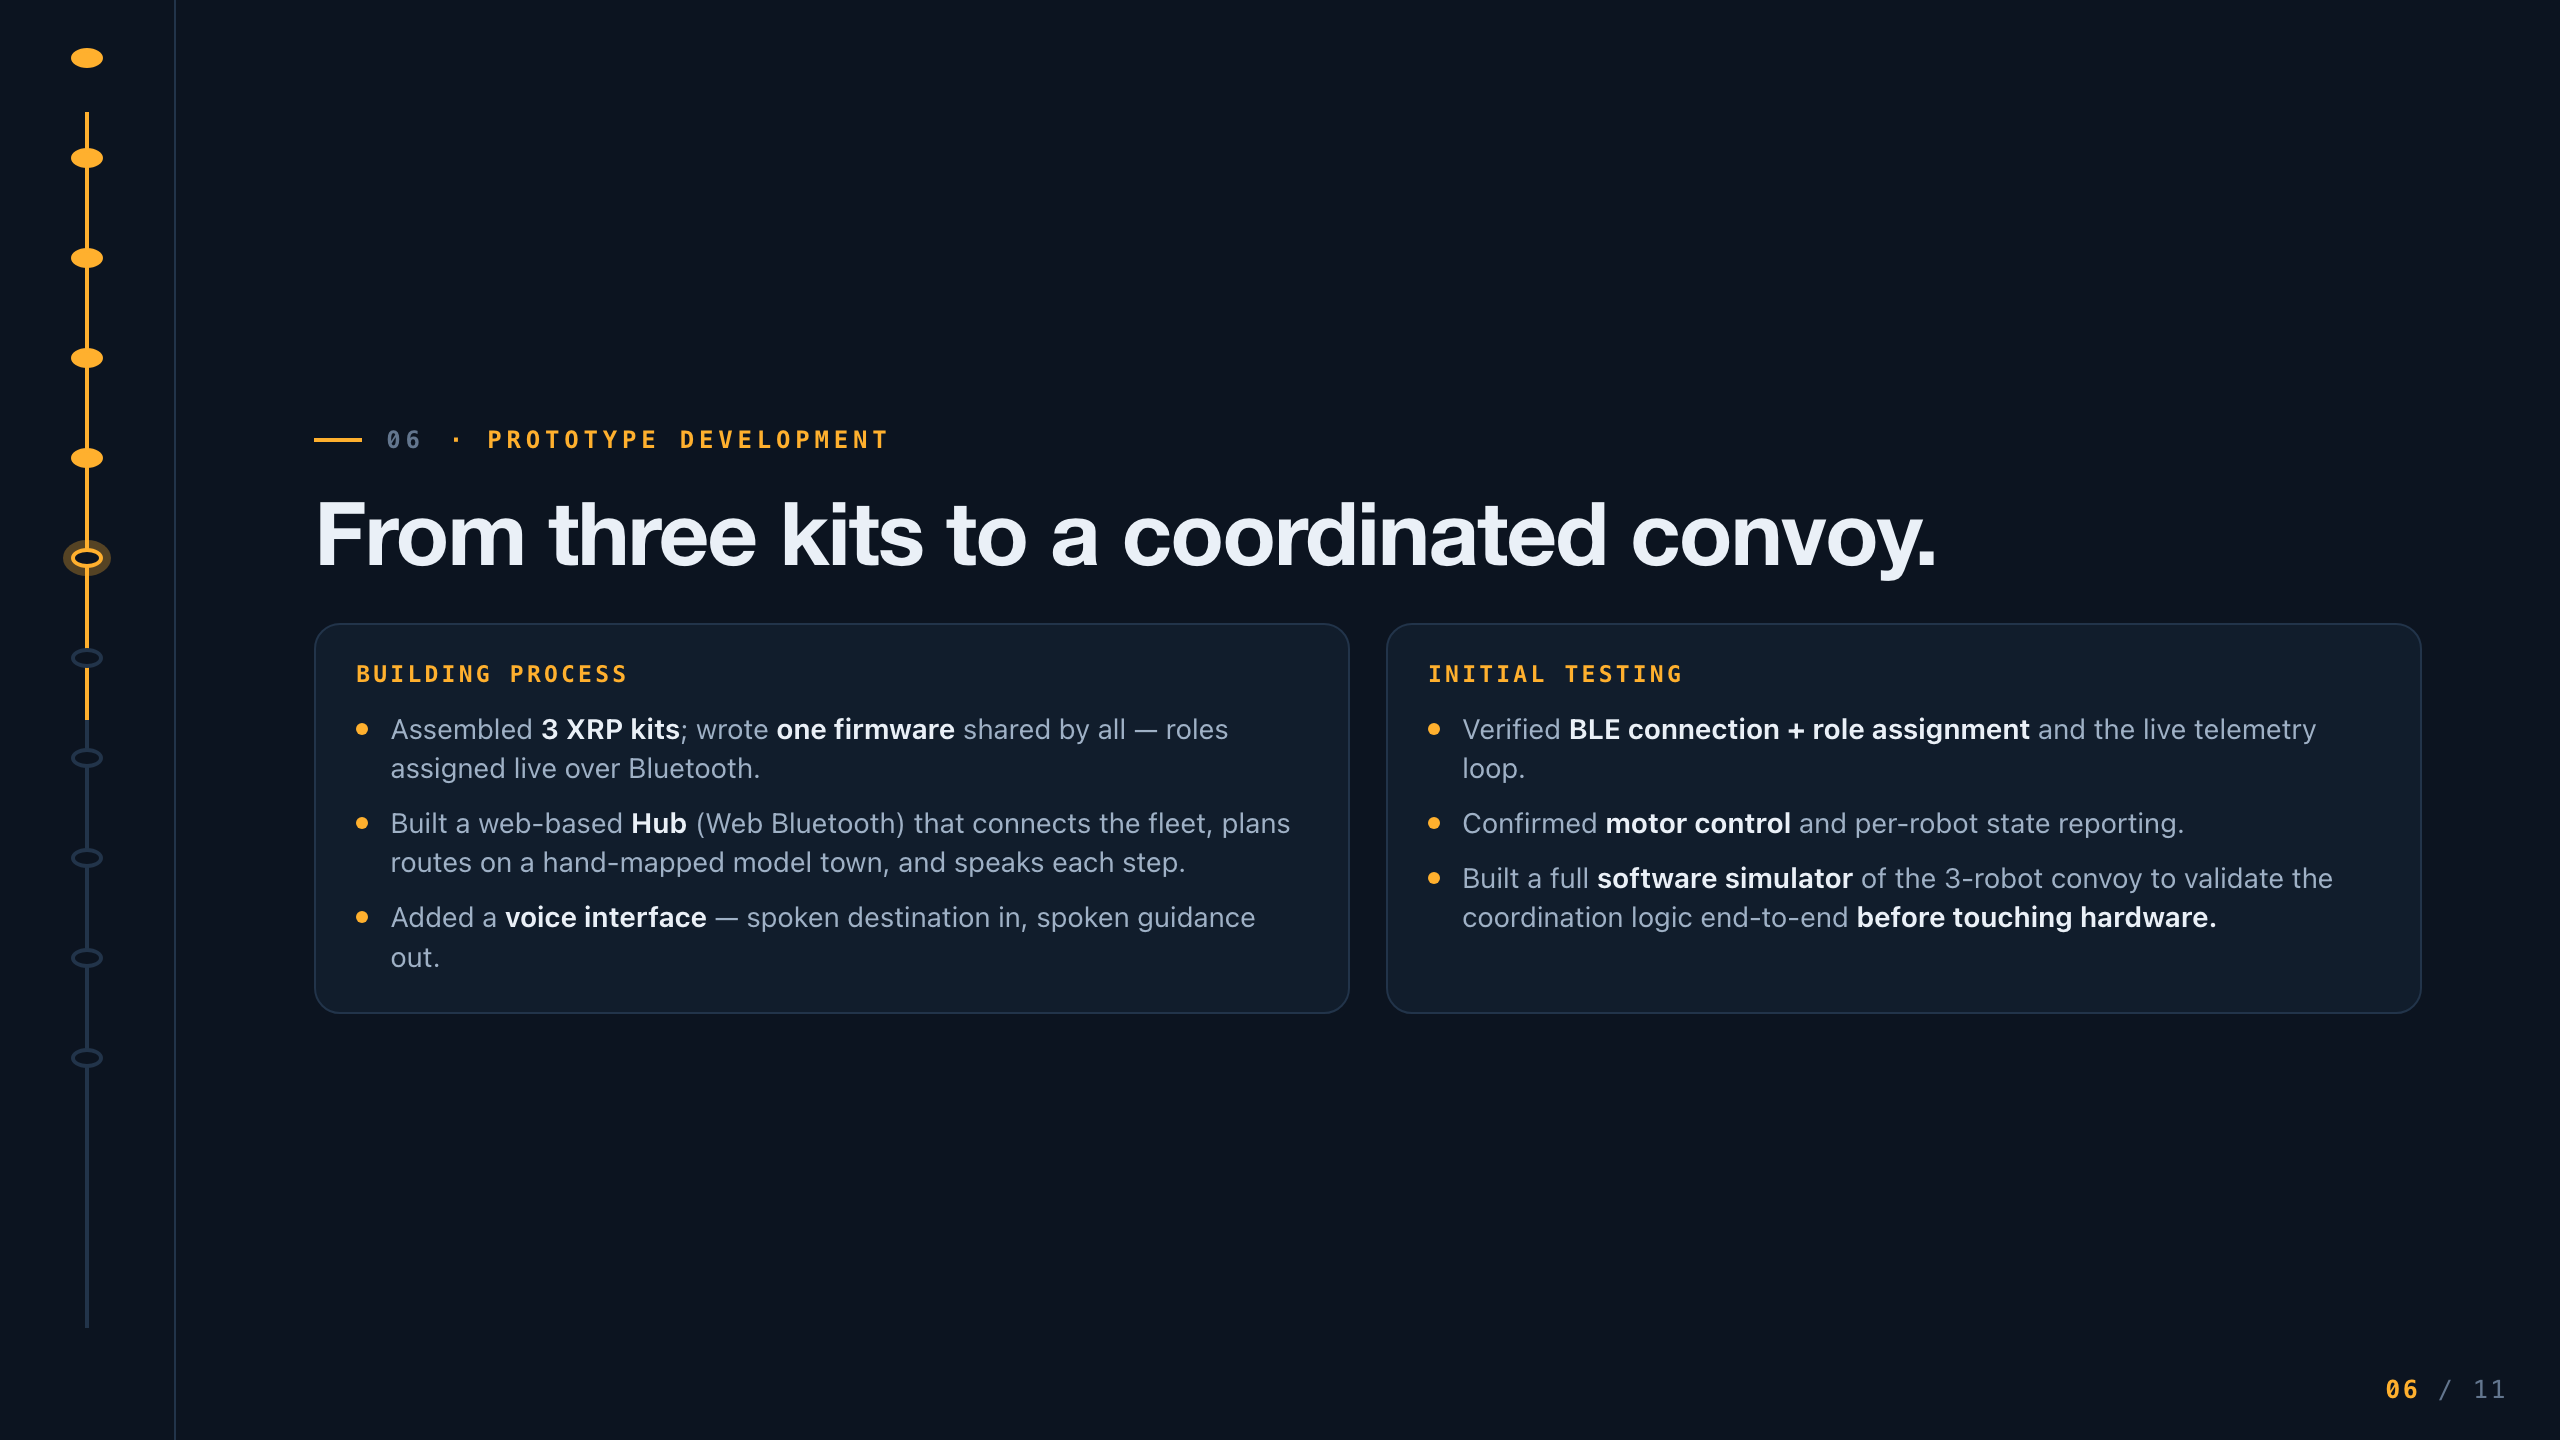 06 · PROTOTYPE DEVELOPMENT
From three kits to a coordinated convoy.
BUILDING PROCESS
Assembled 3 XRP kits; wrote one firmware shared by all — roles
assigned live over Bluetooth.
Built a web-based Hub (Web Bluetooth) that connects the fleet, plans
routes on a hand-mapped model town, and speaks each step.
Added a voice interface — spoken destination in, spoken guidance
out.
INITIAL TESTING
Verified BLE connection + role assignment and the live telemetry
loop.
Confirmed motor control and per-robot state reporting.
Built a full software simulator of the 3-robot convoy to validate the
coordination logic end-to-end before touching hardware.
06 / 11